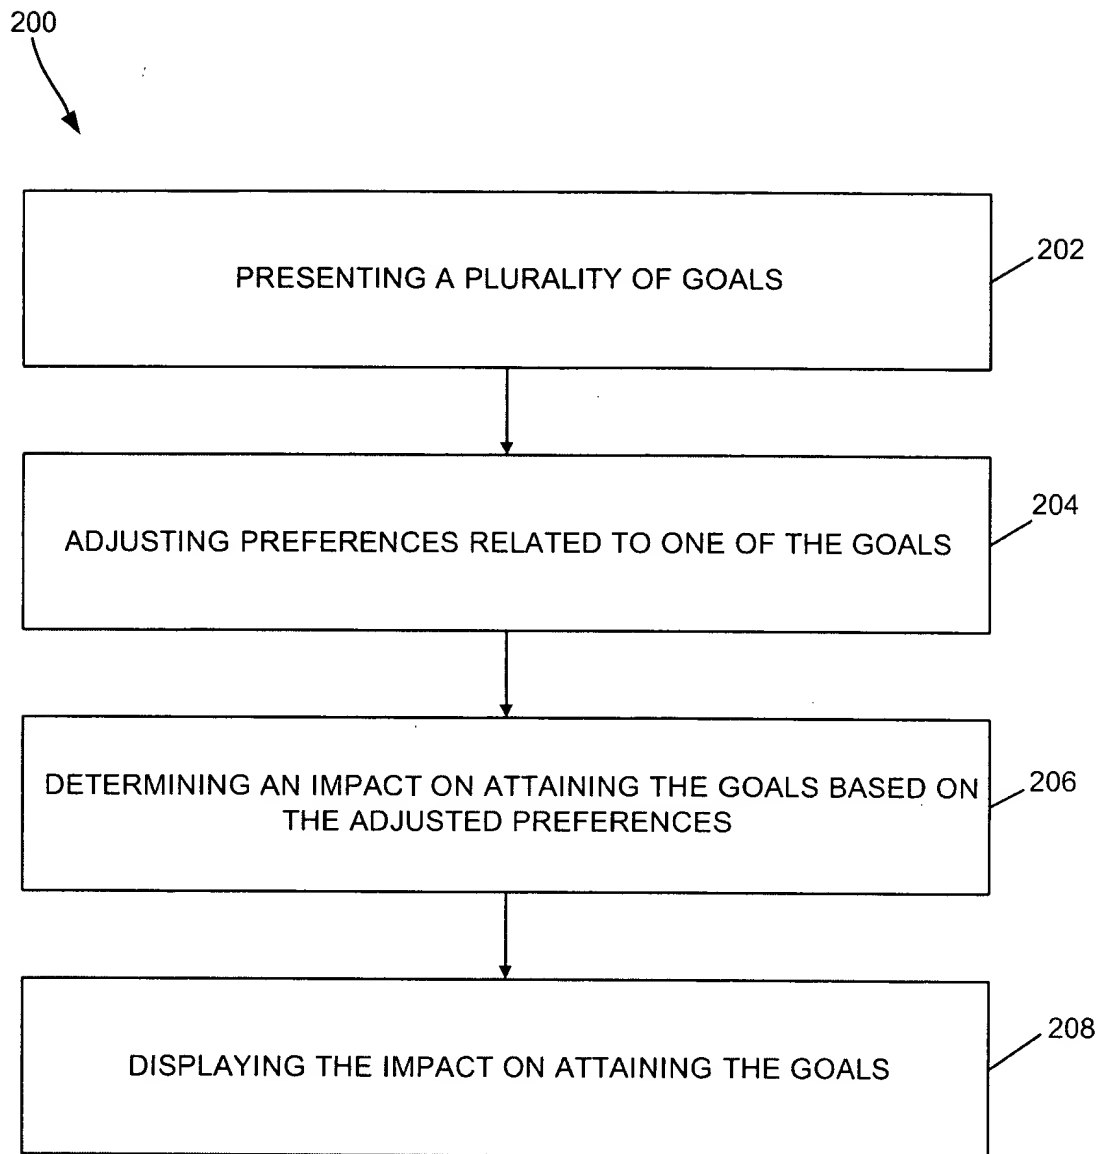 200
PRESENTING A PLURALITY OF GOALS
202
ADJUSTING PREFERENCES RELATED TO ONE OF THE GOALS
204
DETERMINING AN IMPACT ON ATTAINING THE GOALS BASED ON
THE ADJUSTED PREFERENCES
206
DISPLAYING THE IMPACT ON ATTAINING THE GOALS
208